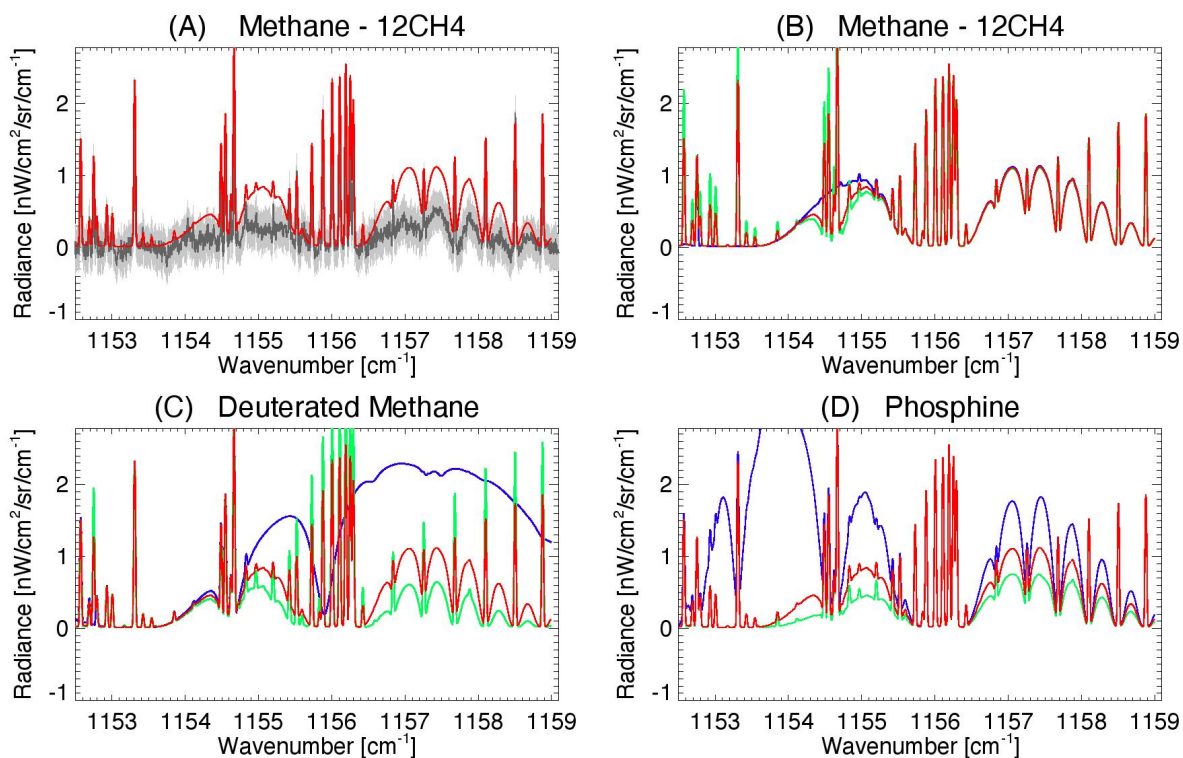 (A) Methane - 12CH4
Radiance [nW/cm²/sr/cm⁻¹]
2
1
0
-1
1153 1154 1155 1156 1157 1158 1159
Wavenumber [cm⁻¹]
(B) Methane - 12CH4
Radiance [nW/cm²/sr/cm⁻¹]
2
1
0
-1
1153 1154 1155 1156 1157 1158 1159
Wavenumber [cm⁻¹]
(C) Deuterated Methane
Radiance [nW/cm²/sr/cm⁻¹]
2
1
0
-1
1153 1154 1155 1156 1157 1158 1159
Wavenumber [cm⁻¹]
(D) Phosphine
Radiance [nW/cm²/sr/cm⁻¹]
2
1
0
-1
1153 1154 1155 1156 1157 1158 1159
Wavenumber [cm⁻¹]